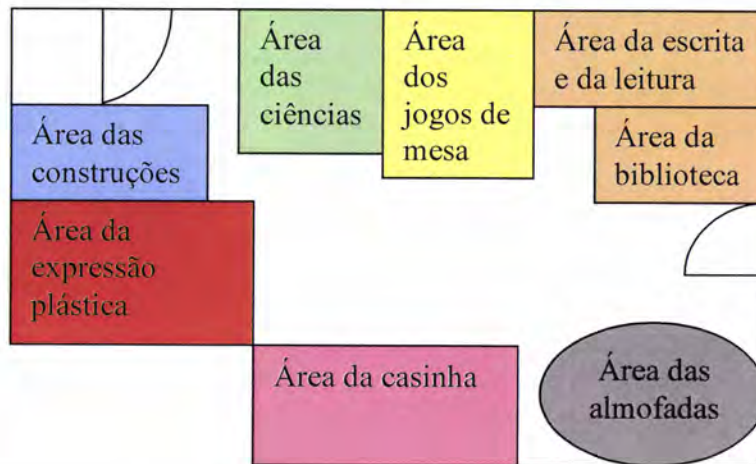 Área
das
ciências
Área
dos
jogos de
mesa
Área da escrita
e da leitura
Área das
construções
Área da
biblioteca
Área da
expressão
plástica
Área da casinha
Área das
almofadas